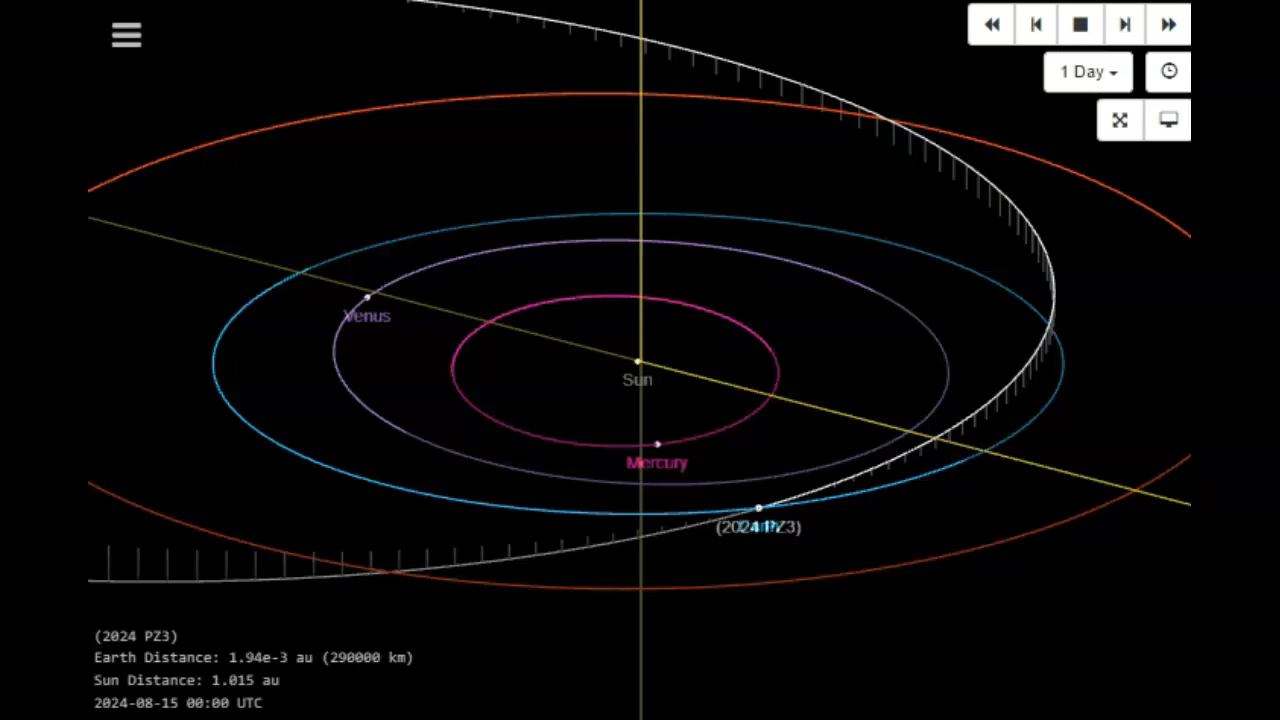 1 Day
Venus
Sun
Mercury
(2024 PZ3)
(2024 PZ3)
Earth Distance: 1.94e-3 au (290000 km)
Sun Distance: 1.015 au
2024-08-15 00:00 UTC